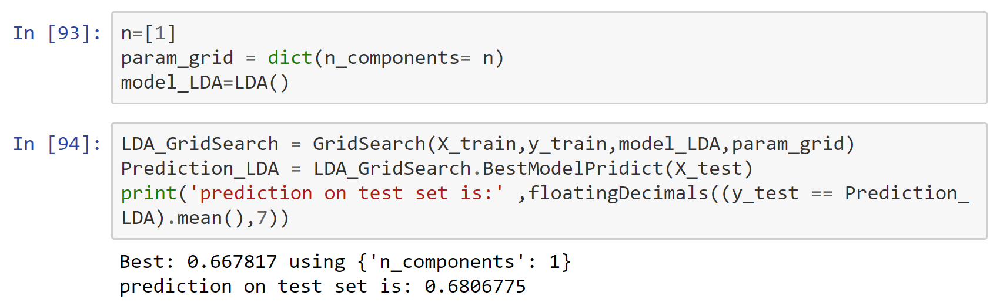 In [93]:
n=[1]
param_grid = dict(n_components= n)
model_LDA=LDA()
In [94]:
LDA_GridSearch = GridSearch(X_train,y_train,model_LDA,param_grid)
Prediction_LDA = LDA_GridSearch.BestModelPridict(X_test)
print('prediction on test set is:' ,floatingDecimals((y_test == Prediction_
LDA).mean(),7))
Best: 0.667817 using {'n_components': 1}
prediction on test set is: 0.6806775